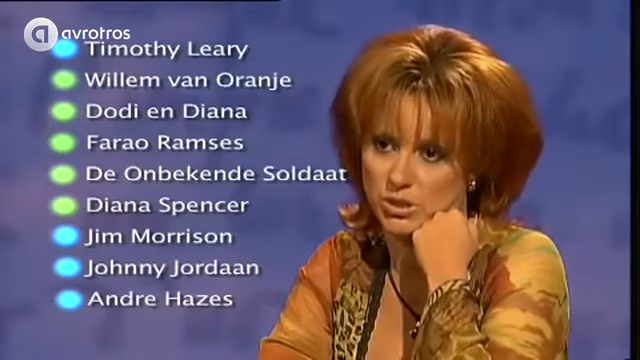 avrotros
Timothy Leary
Willem van Oranje
Dodi en Diana
Farao Ramses
De Onbekende Soldaat
Diana Spencer
Jim Morrison
Johnny Jordaan
Andre Hazes